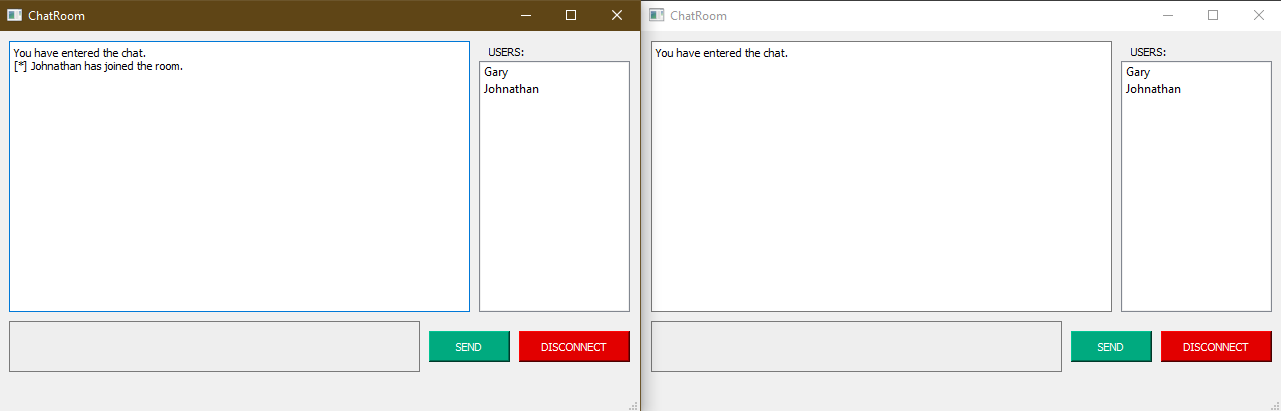 ChatRoom
You have entered the chat.
[*] Johnathan has joined the room.
USERS:
Gary
Johnathan
SEND
DISCONNECT
ChatRoom
You have entered the chat.
USERS:
Gary
Johnathan
SEND
DISCONNECT